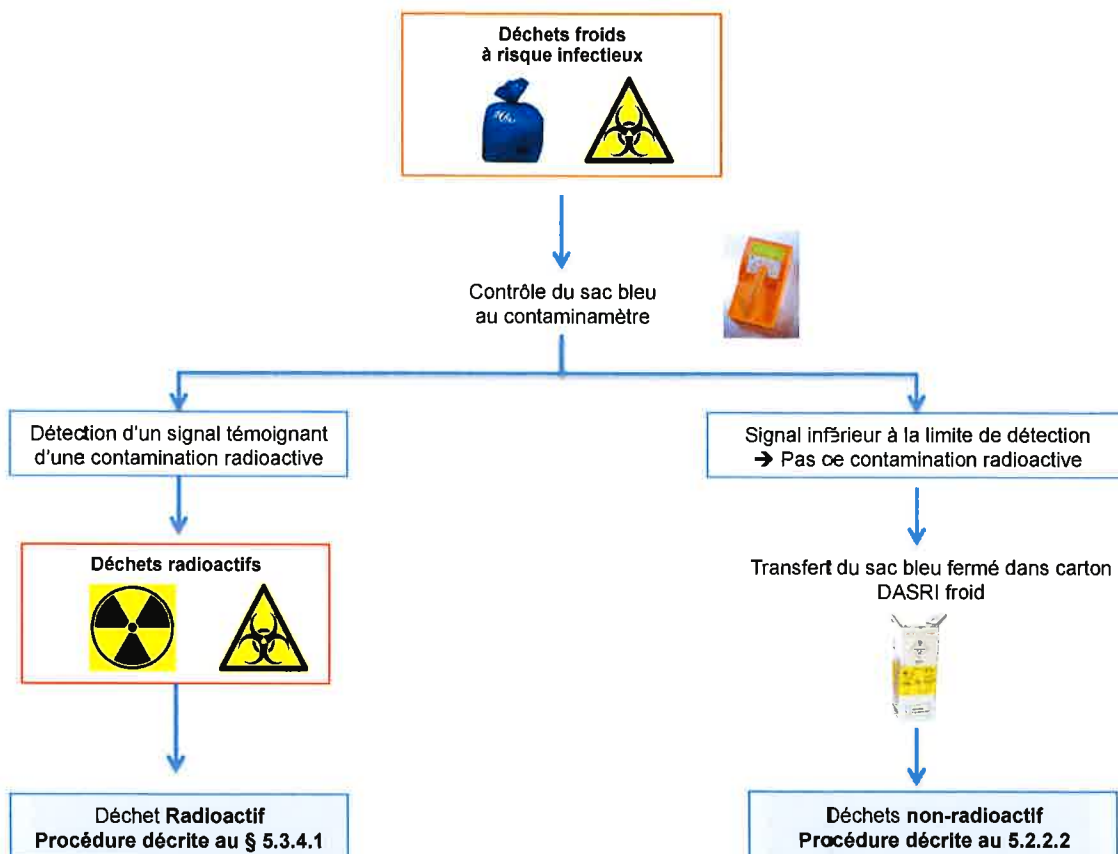 Déchets froids
à risque infectieux
Contrôle du sac bleu
au contaminamètre
Détection d'un signal témoignant
d'une contamination radioactive
Signal inférieur à la limite de détection
➔ Pas de contamination radioactive
Déchets radioactifs
Transfert du sac bleu fermé dans carton
DASRI froid
Déchet Radioactif
Procédure décrite au § 5.3.4.1
Déchets non-radioactif
Procédure décrite au 5.2.2.2